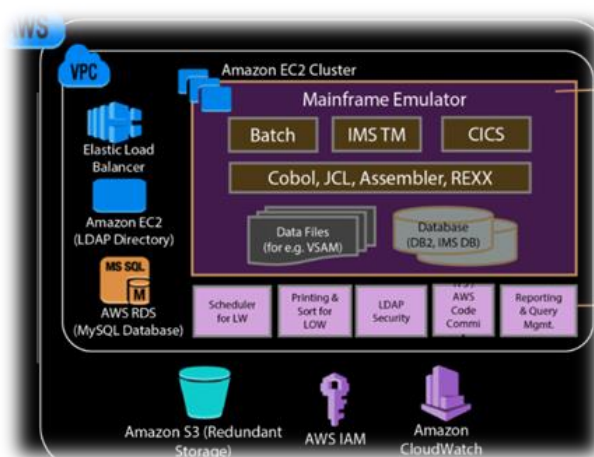 AWS
VPC
Amazon EC2 Cluster
Mainframe Emulator
Batch
IMS TM
CICS
Cobol, JCL, Assembler, REXX
Data Files
(for e.g. VSAM)
Database
(DB2, IMS DB)
Elastic Load
Balancer
Amazon EC2
(LDAP Directory)
MS SQL
M
AWS RDS
(MySQL Database)
Scheduler
for LW
Printing &
Sort for
LOW
LDAP
Security
AWS
Code
Commi
Reporting
& Query
Mgmt.
Amazon S3 (Redundant
Storage)
AWS IAM
Amazon
CloudWatch